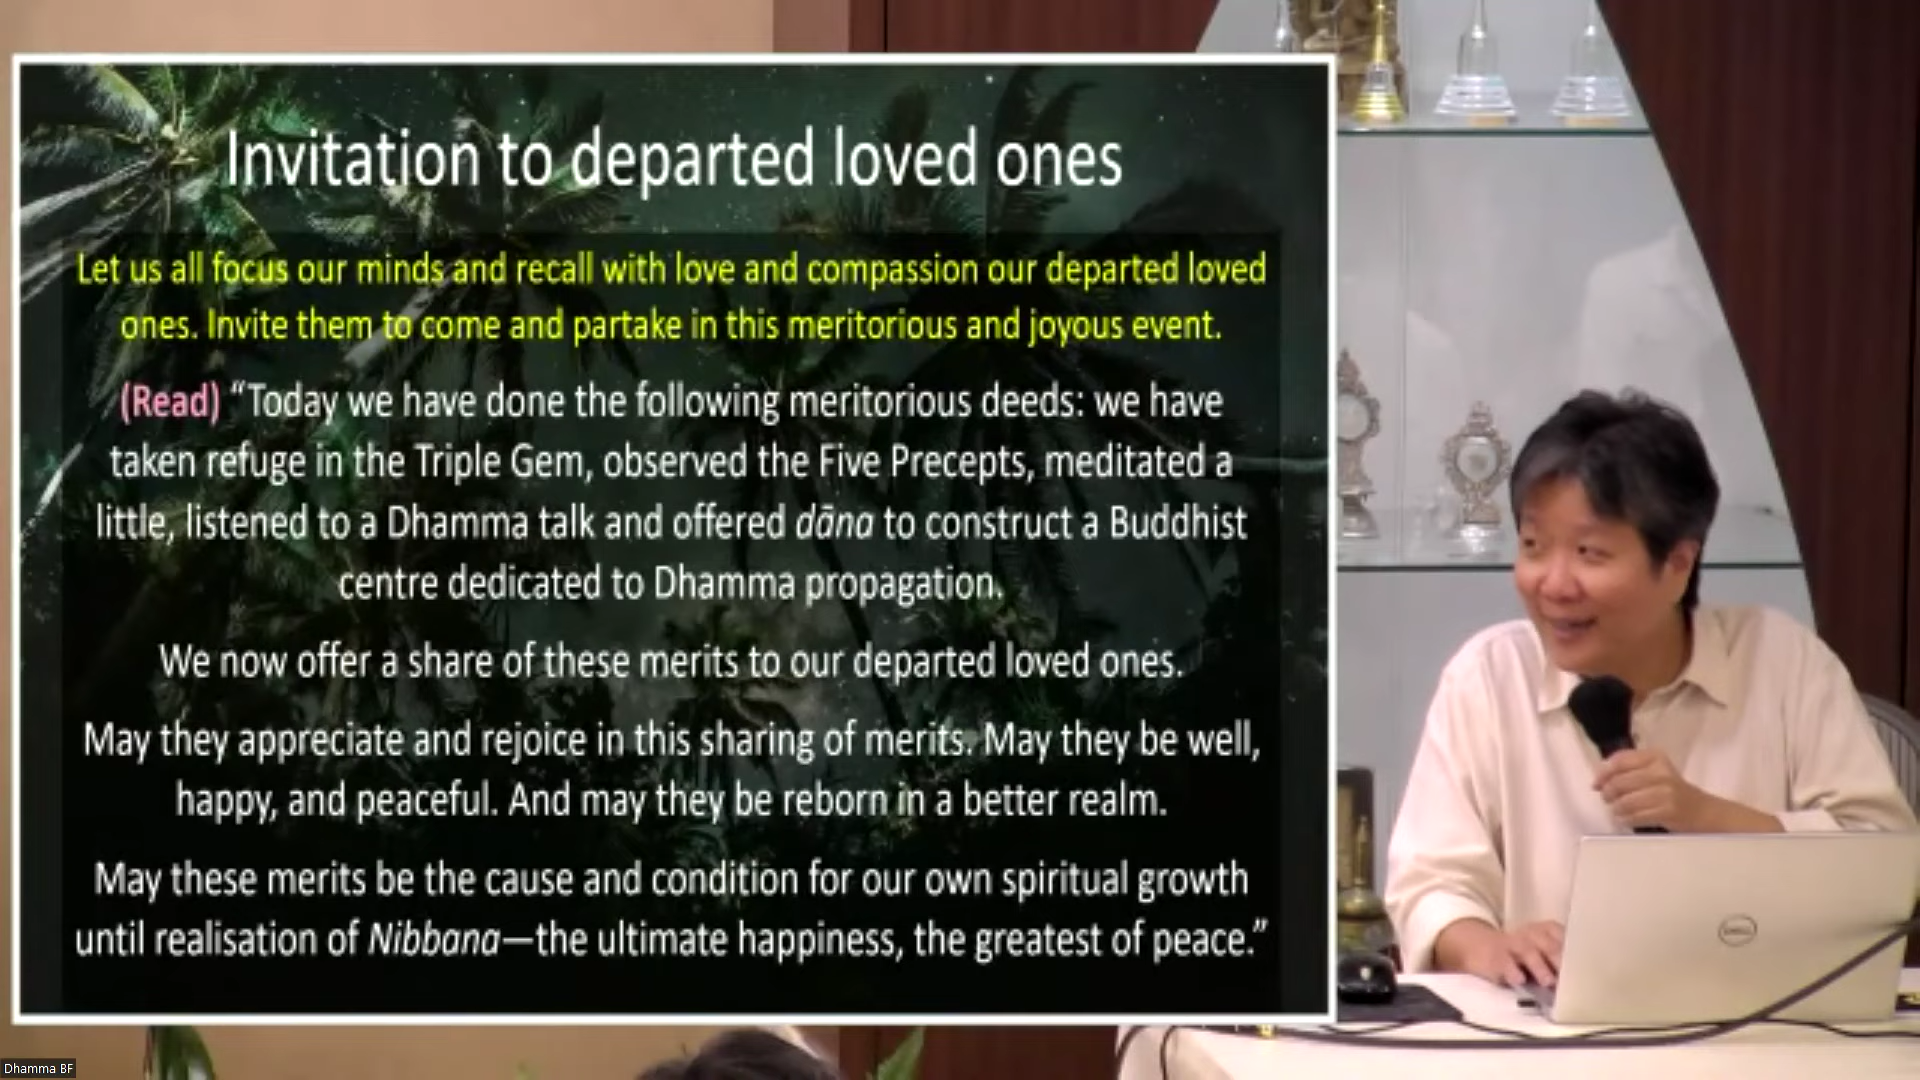 Invitation to departed loved ones
Let us all focus our minds and recall with love and compassion our departed loved
ones. Invite them to come and partake in this meritorious and joyous event.
(Read) “Today we have done the following meritorious deeds: we have
taken refuge in the Triple Gem, observed the Five Precepts, meditated a
little, listened to a Dhamma talk and offered dāna to construct a Buddhist
centre dedicated to Dhamma propagation.
We now offer a share of these merits to our departed loved ones.
May they appreciate and rejoice in this sharing of merits. May they be well,
happy, and peaceful. And may they be reborn in a better realm.
May these merits be the cause and condition for our own spiritual growth
until realisation of Nibbana—the ultimate happiness, the greatest of peace.”
DELL
Dhamma BF